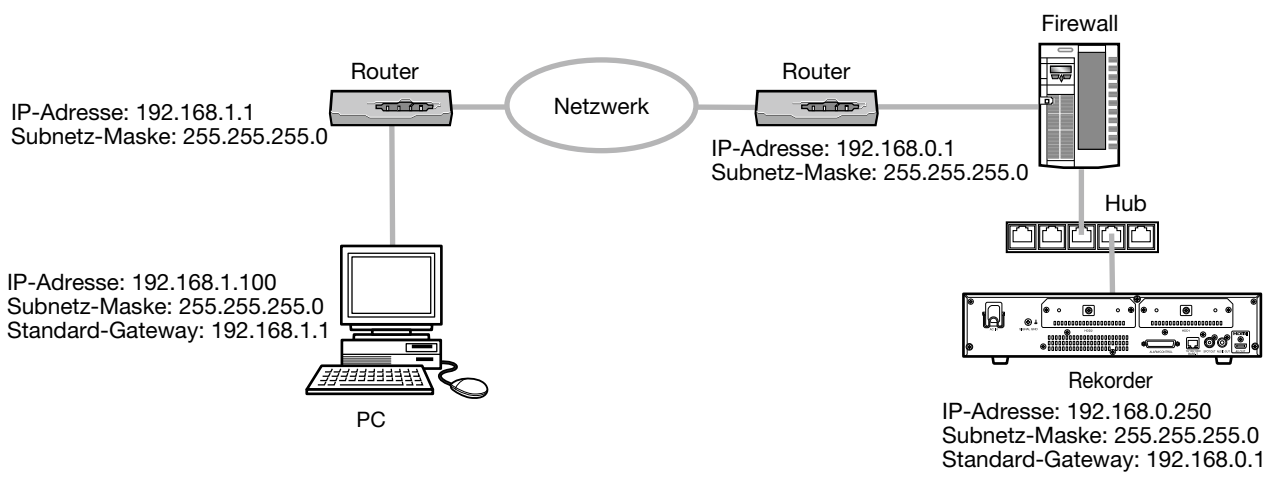 Firewall
Router
Router
Netzwerk
IP-Adresse: 192.168.1.1
Subnetz-Maske: 255.255.255.0
IP-Adresse: 192.168.0.1
Subnetz-Maske: 255.255.255.0
Hub
IP-Adresse: 192.168.1.100
Subnetz-Maske: 255.255.255.0
Standard-Gateway: 192.168.1.1
PC
HDMI
Rekorder
IP-Adresse: 192.168.0.250
Subnetz-Maske: 255.255.255.0
Standard-Gateway: 192.168.0.1